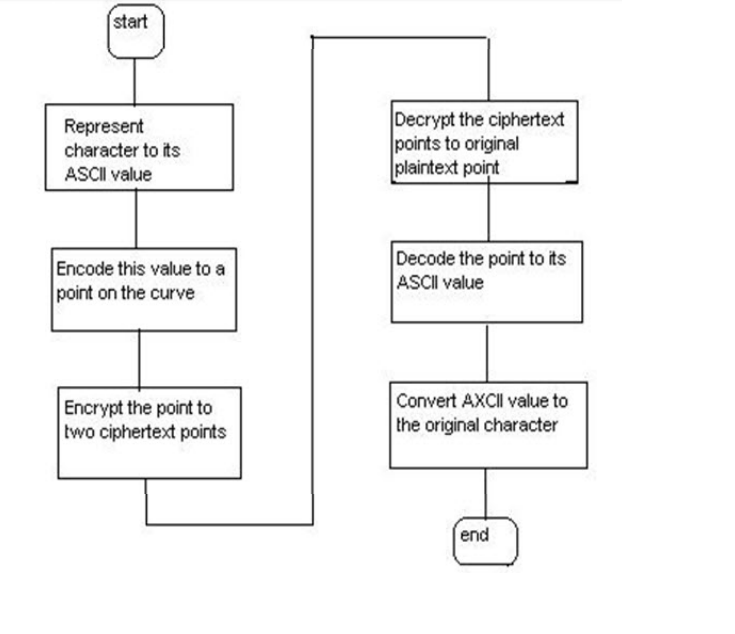 start
Represent
character to its
ASCII value
Encode this value to a
point on the curve
Encrypt the point to
two ciphertext points
Decrypt the ciphertext
points to original
plaintext point
Decode the point to its
ASCII value
Convert AXCII value to
the original character
end